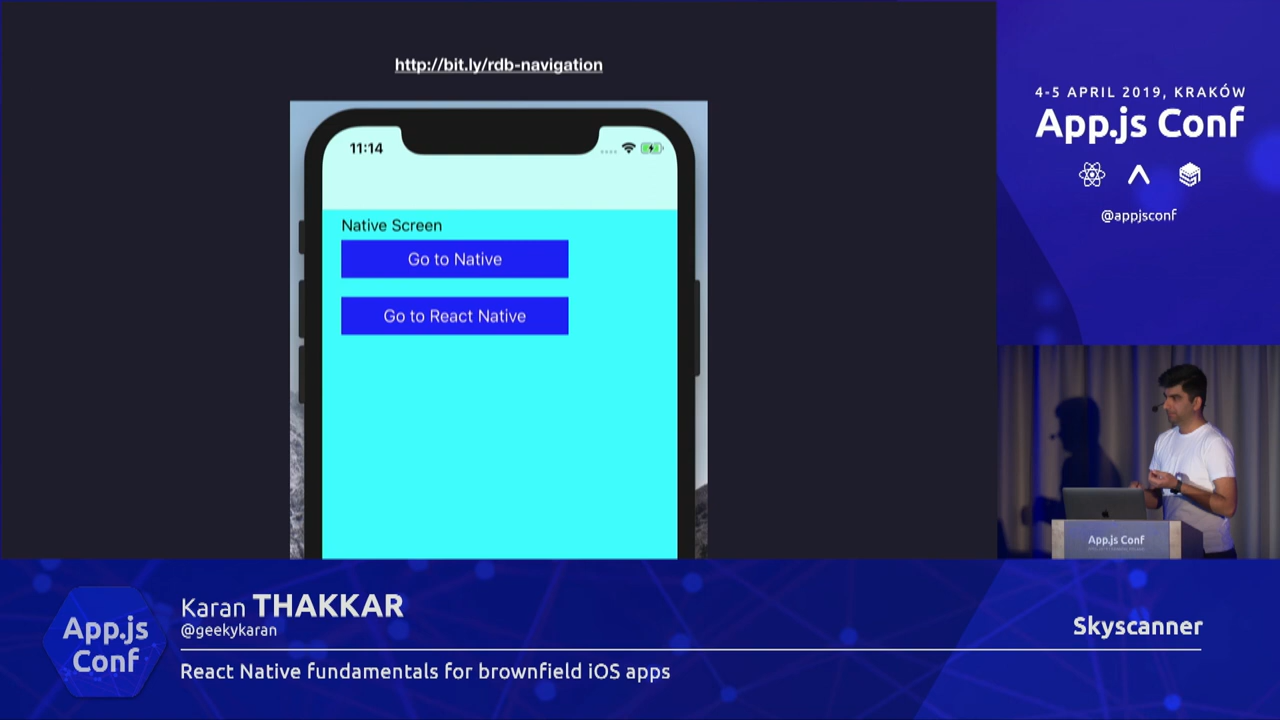 http://bit.ly/rdb-navigation
11:14
Native Screen
Go to Native
Go to React Native
4-5 APRIL 2019, KRAKÓW
App.js Conf
@appjsconf
App.js Conf
App.js
Conf
Karan THAKKAR
@geekykaran
Skyscanner
React Native fundamentals for brownfield iOS apps